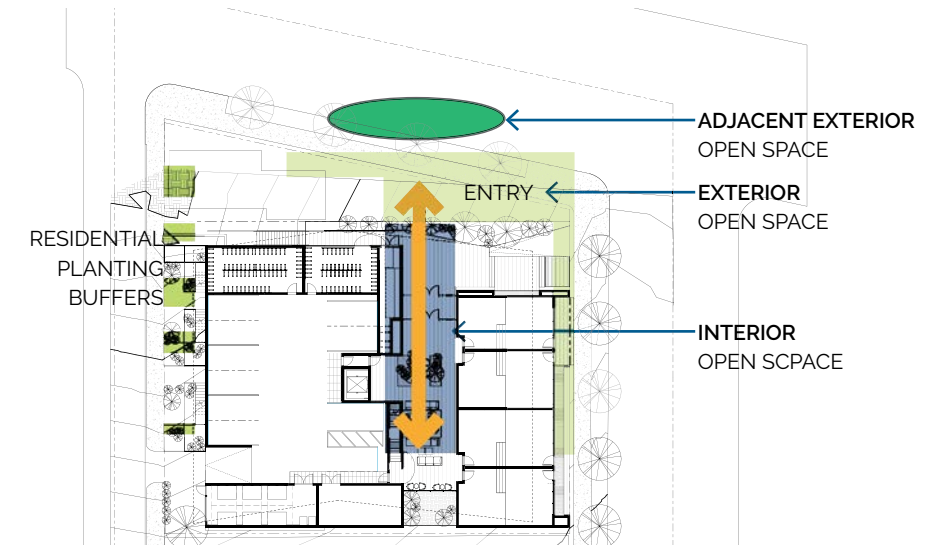 ADJACENT EXTERIOR
OPEN SPACE
ENTRY
EXTERIOR
OPEN SPACE
RESIDENTIAL
PLANTING
BUFFERS
INTERIOR
OPEN SCPACE